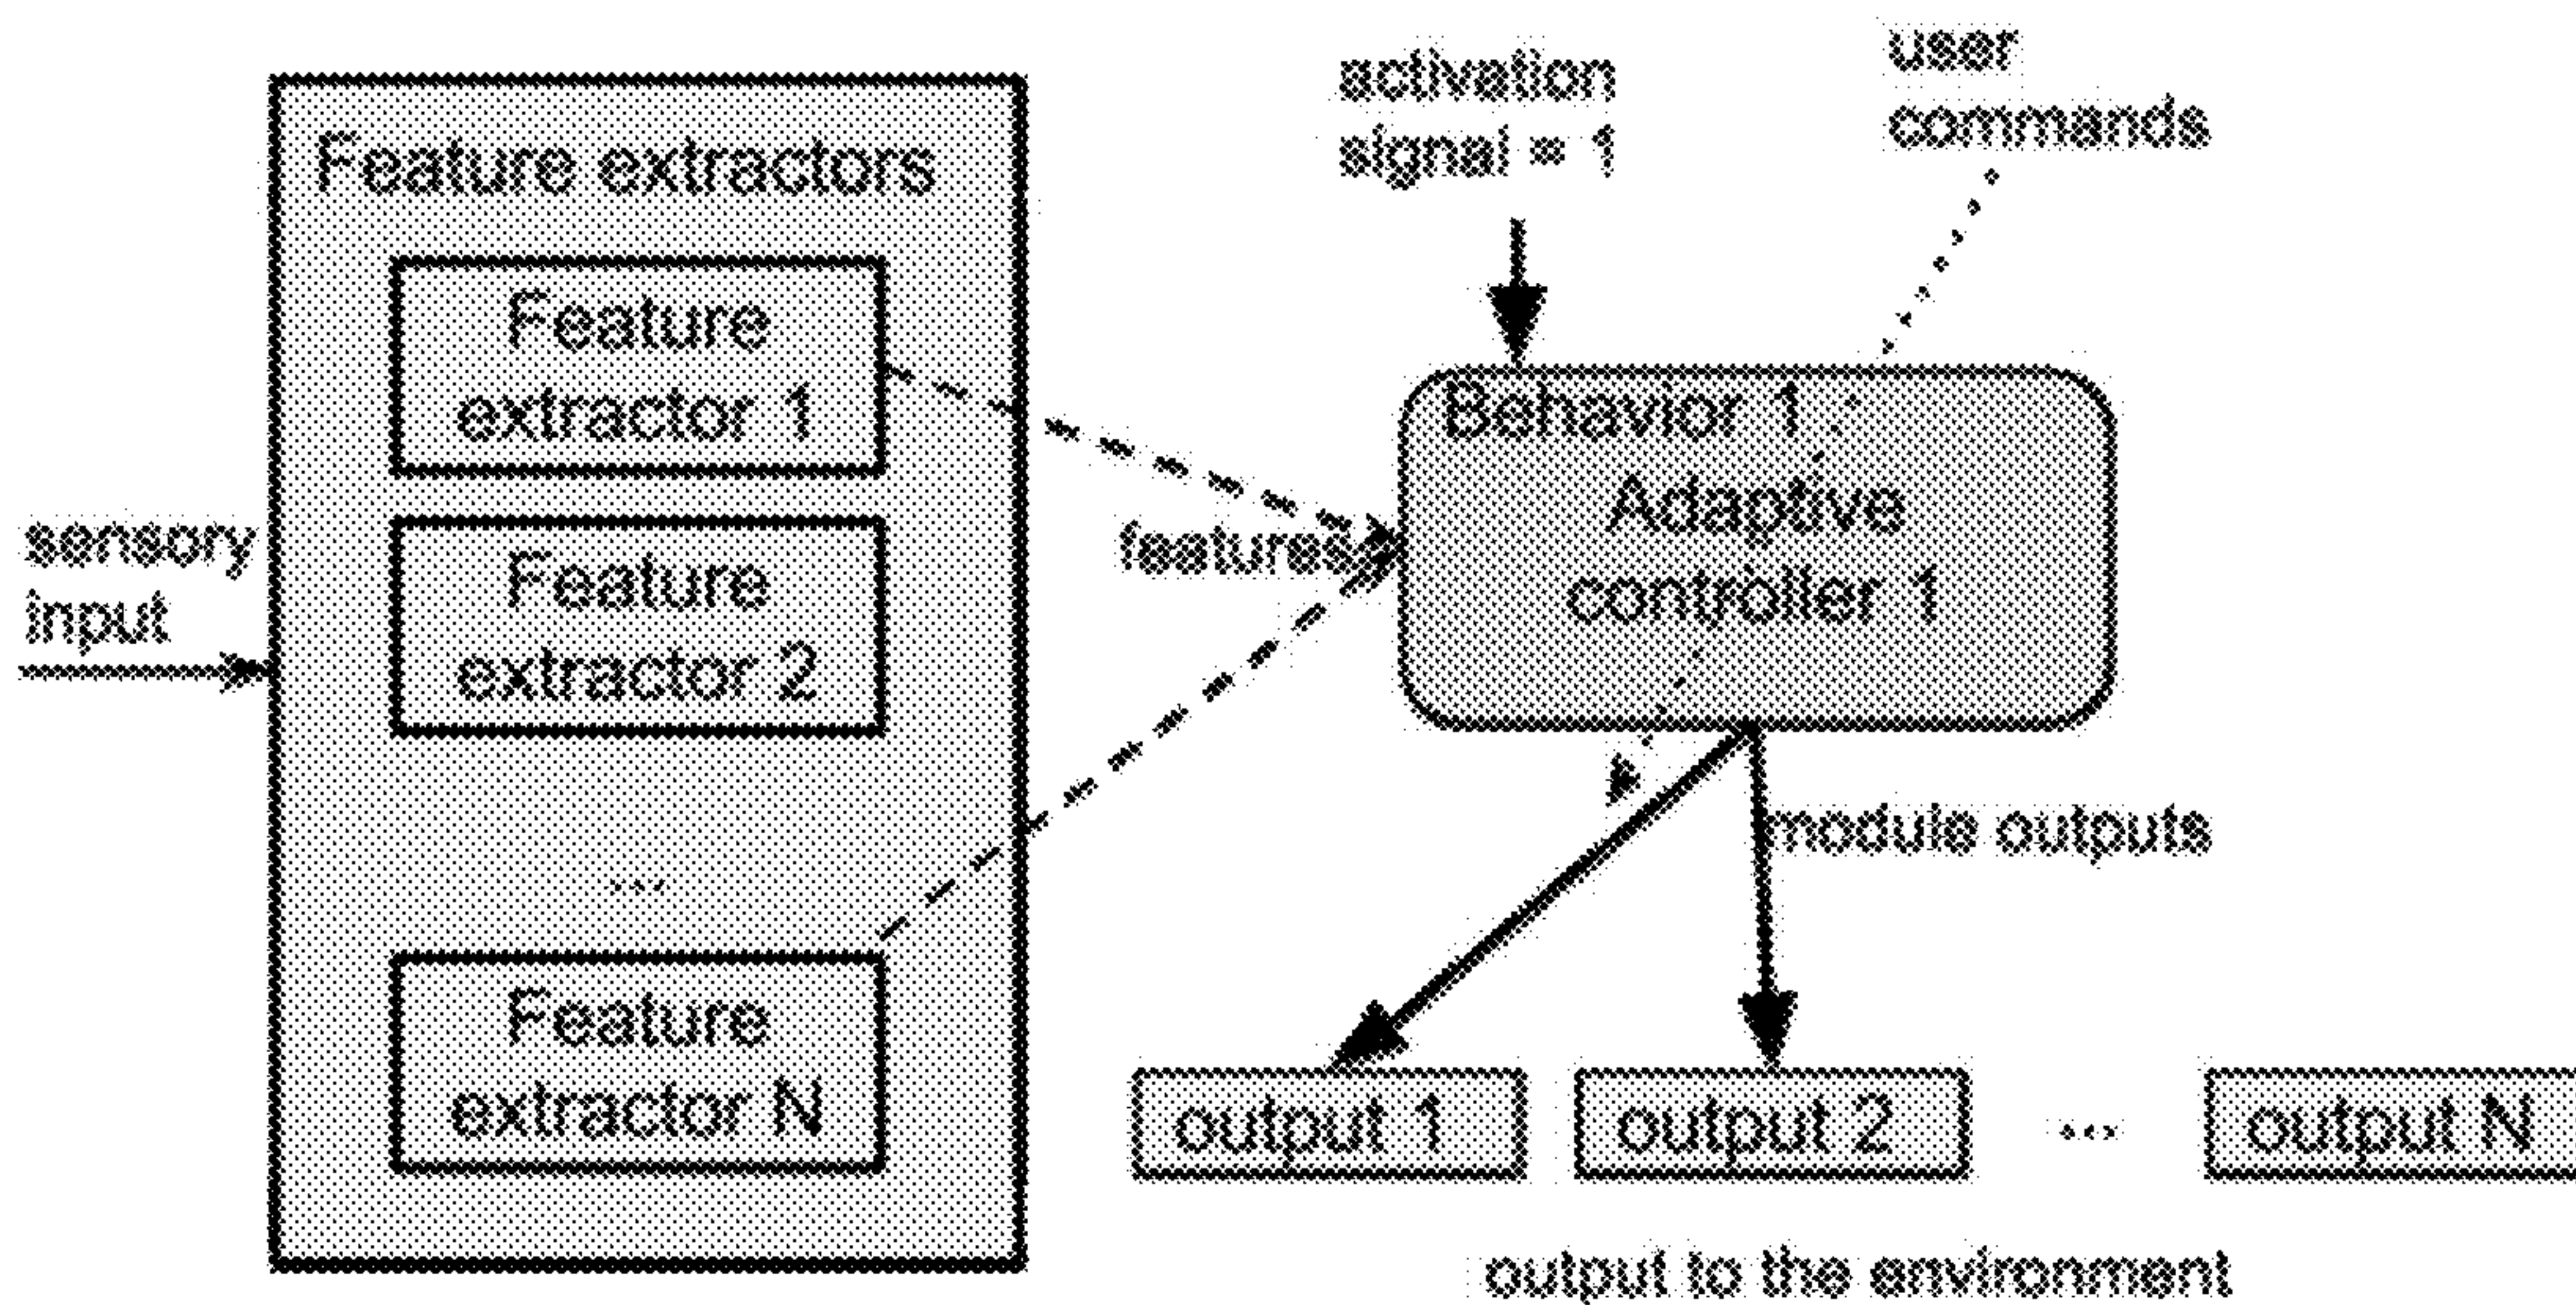 sensory
input
Feature extractors
Feature
extractor 1
Feature
extractor 2
...
Feature
extractor N
features
activation
signal = 1
user
commands
Behavior 1
Adaptive
controller 1
module outputs
output 1
output 2
...
output N
output to the environment